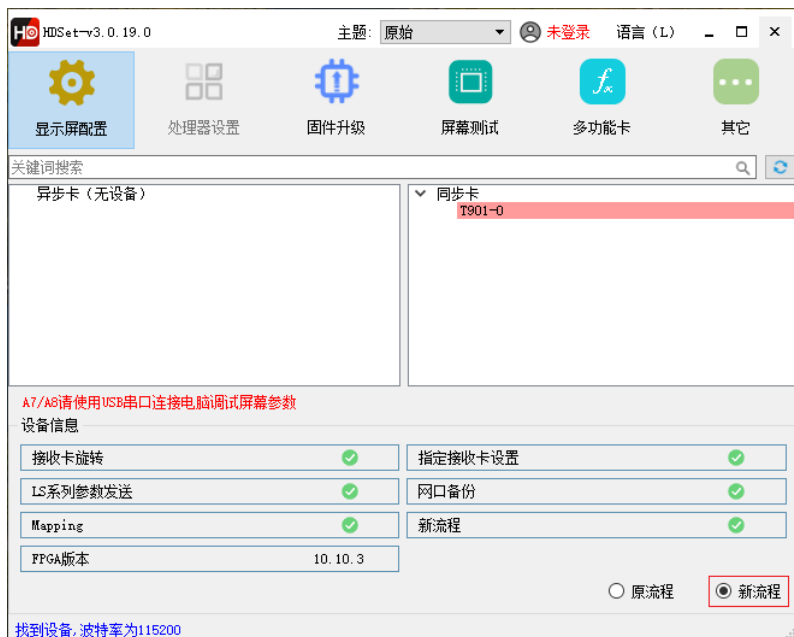 HD HDSet-v3.0.19.0 主题: 原始 未登录 语言 (L)
显示屏配置 处理器设置 固件升级 屏幕测试 多功能卡 其它
关键词搜索
异步卡（无设备） 同步卡
T901-0
A7/A8请使用USB串口连接电脑调试屏幕参数
设备信息
接收卡旋转 指定接收卡设置
LS系列参数发送 网口备份
Mapping 新流程
FPGA版本 10.10.3
原流程 新流程
找到设备,波特率为115200